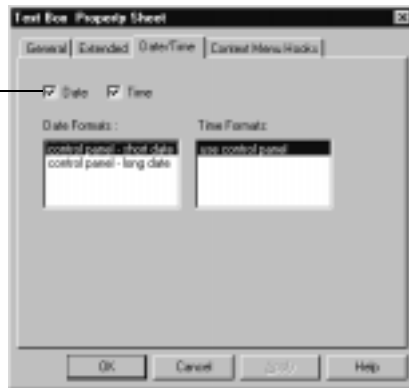 Text Box Property Sheet
General Extended Date/Time Context Menu Hooks
Date Time
Date Formats: Time Formats:
control panel - short date use control panel
control panel - long date
OK Cancel Apply Help